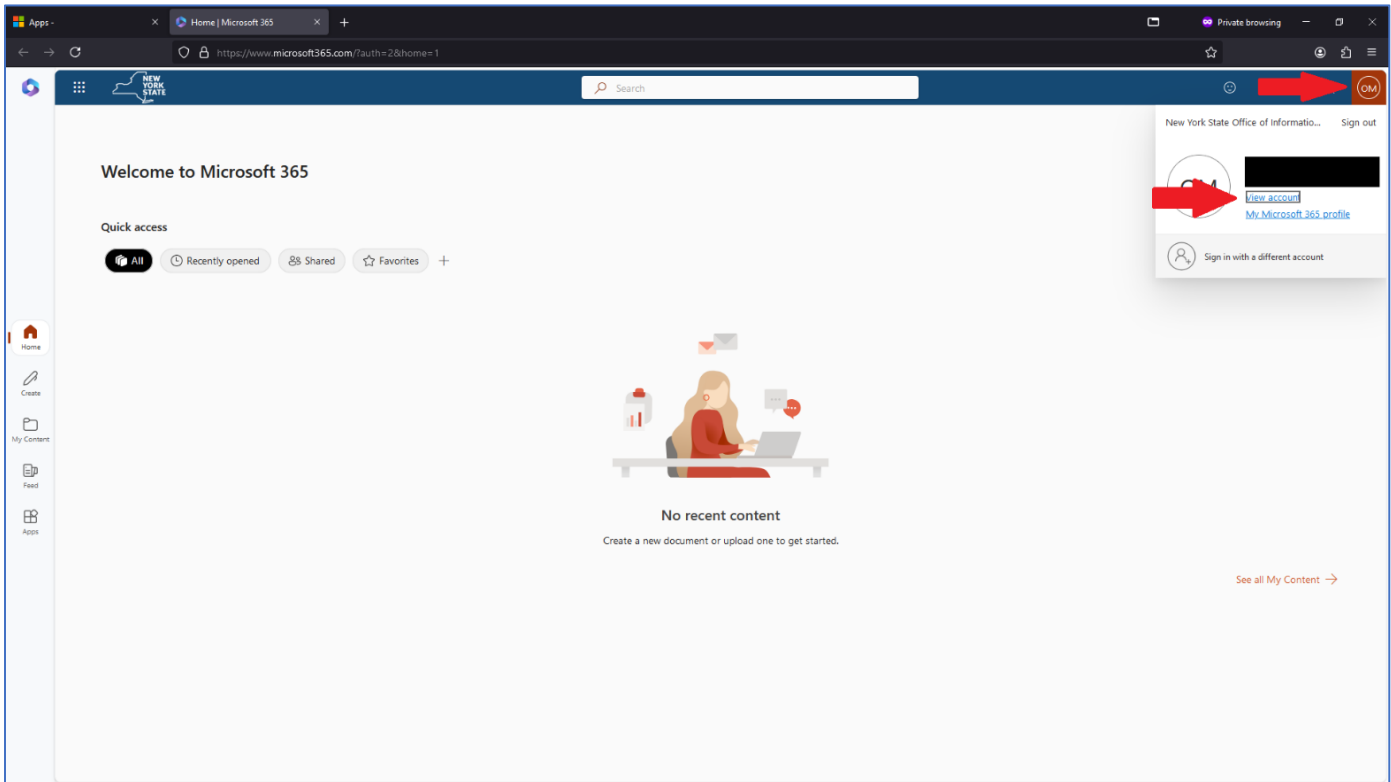 Apps -
Home | Microsoft 365
Private browsing
https://www.microsoft365.com/?auth=2&home=1
NEW
YORK
STATE
Search
OM
New York State Office of Informatio...
Sign out
Welcome to Microsoft 365
View account
My Microsoft 365 profile
Quick access
All
Recently opened
Shared
Favorites
Sign in with a different account
Home
Create
My Content
Feed
Apps
No recent content
Create a new document or upload one to get started.
See all My Content